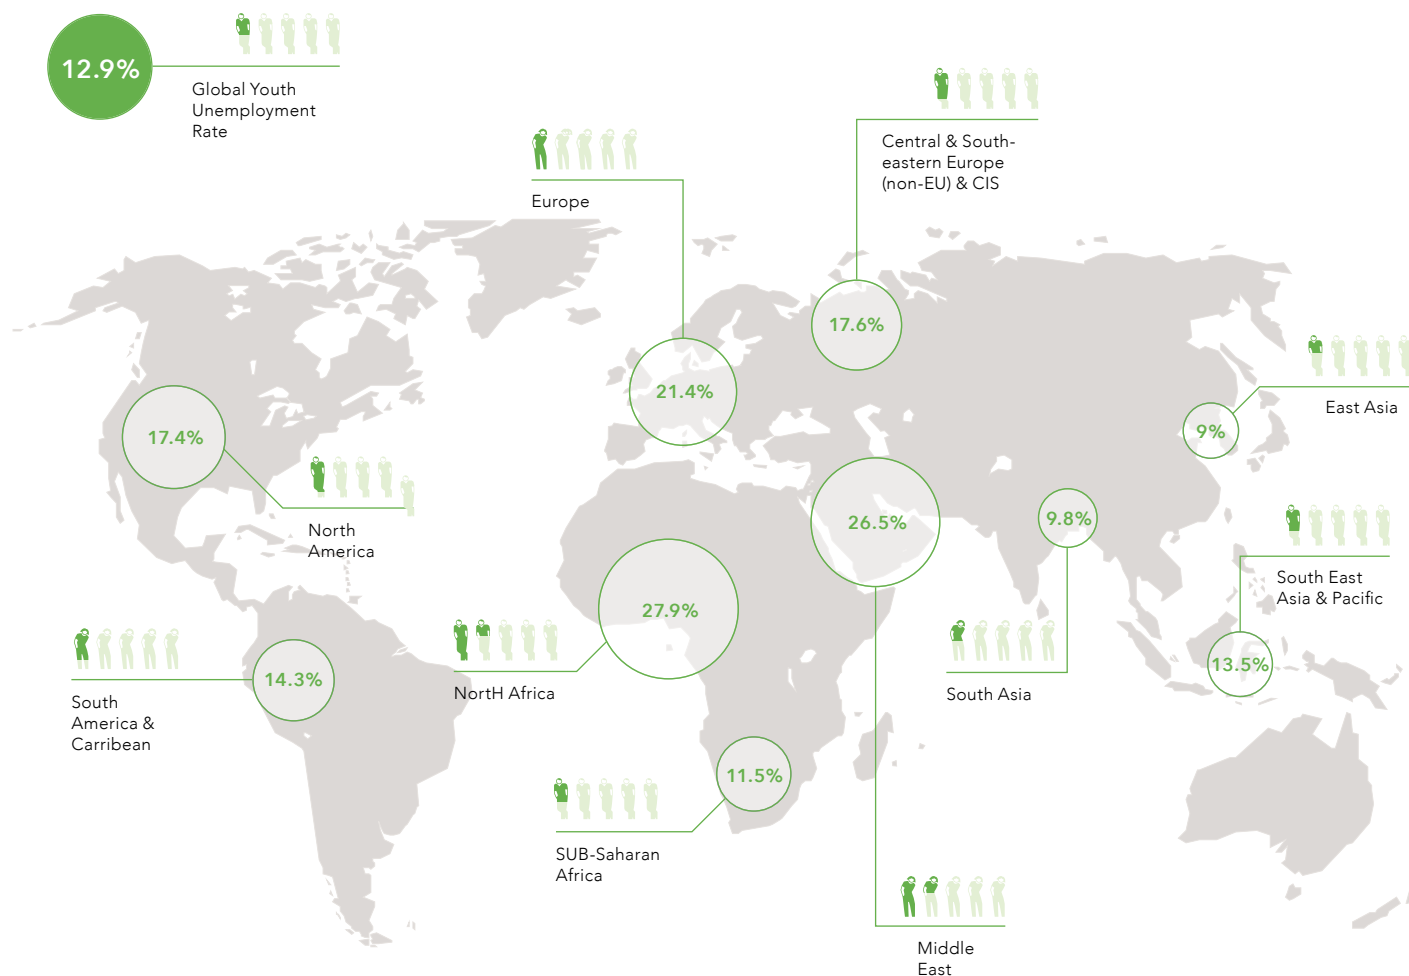 12.9%
Global Youth
Unemployment
Rate
Europe
Central & South-
eastern Europe
(non-EU) & CIS
17.6%
21.4%
East Asia
9%
17.4%
North
America
26.5%
9.8%
South East
Asia & Pacific
13.5%
27.9%
NortH Africa
14.3%
South
America &
Carribean
South Asia
11.5%
SUB-Saharan
Africa
Middle
East